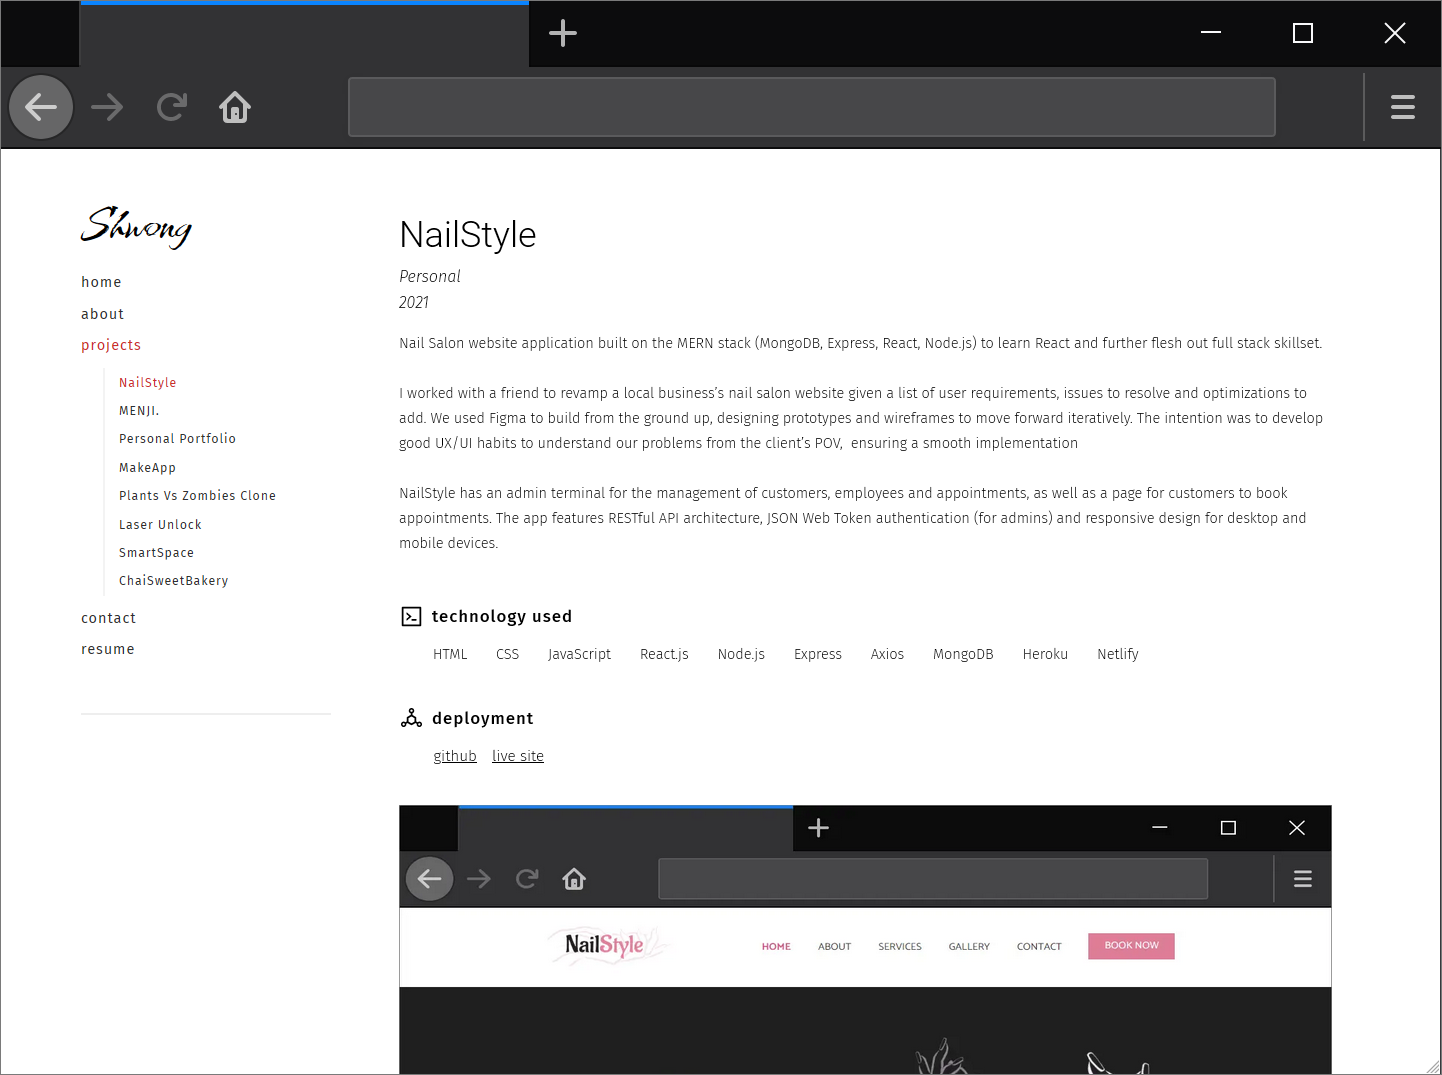 Shwong
home
about
projects
NailStyle
MENJI.
Personal Portfolio
MakeApp
Plants Vs Zombies Clone
Laser Unlock
SmartSpace
ChaiSweetBakery
contact
resume
NailStyle
Personal
2021
Nail Salon website application built on the MERN stack (MongoDB, Express, React, Node.js) to learn React and further flesh out full stack skillset.
I worked with a friend to revamp a local business’s nail salon website given a list of user requirements, issues to resolve and optimizations to
add. We used Figma to build from the ground up, designing prototypes and wireframes to move forward iteratively. The intention was to develop
good UX/UI habits to understand our problems from the client’s POV,  ensuring a smooth implementation
NailStyle has an admin terminal for the management of customers, employees and appointments, as well as a page for customers to book
appointments. The app features RESTful API architecture, JSON Web Token authentication (for admins) and responsive design for desktop and
mobile devices.
technology used
HTML CSS JavaScript React.js Node.js Express Axios MongoDB Heroku Netlify
deployment
github live site
NailStyle HOME ABOUT SERVICES GALLERY CONTACT BOOK NOW